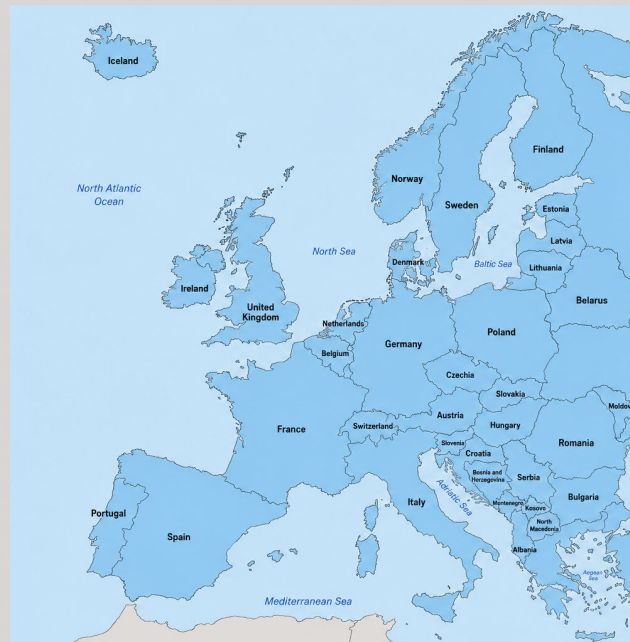 Iceland
North Atlantic
Ocean
Finland
Norway
Sweden
Estonia
North Sea
Latvia
Denmark
Baltic Sea
Lithuania
Ireland
Belarus
United
Kingdom
Netherlands
Poland
Germany
Belgium
Czechia
Slovakia
Moldov
Austria
Switzerland
Hungary
France
Slovenia
Romania
Croatia
Bosnia and
Herzegovina
Serbia
Adriatic Sea
Bulgaria
Italy
Montenegro
Kosovo
Portugal
North
Macedonia
Spain
Albania
Aegean
Sea
Mediterranean Sea